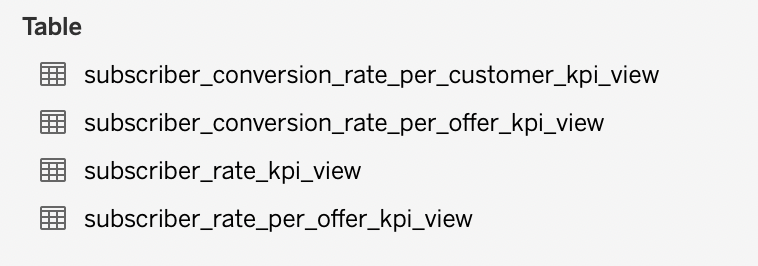 Table
subscriber_conversion_rate_per_customer_kpi_view
subscriber_conversion_rate_per_offer_kpi_view
subscriber_rate_kpi_view
subscriber_rate_per_offer_kpi_view